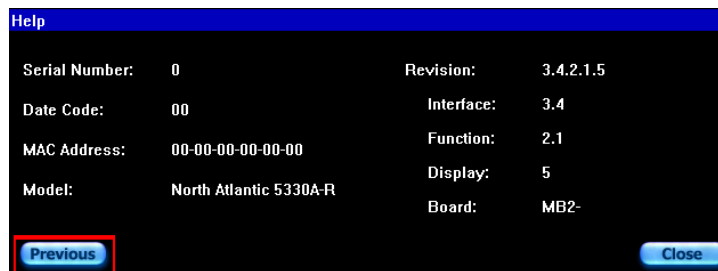 Help
Serial Number: 0 Revision: 3.4.2.1.5
Date Code: 00 Interface: 3.4
MAC Address: 00-00-00-00-00-00 Function: 2.1
Model: North Atlantic 5330A-R Display: 5
Board: MB2-
Previous Close